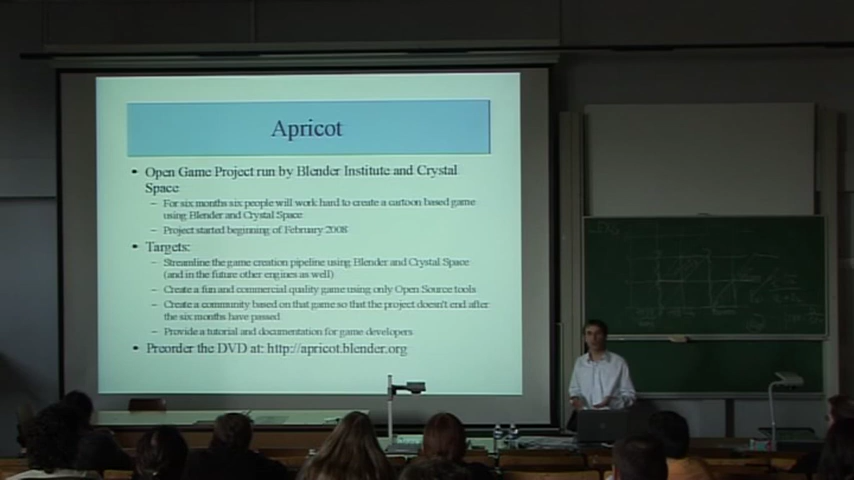 Apricot
• Open Game Project run by Blender Institute and Crystal
Space
– For six months six people will work hard to create a cartoon based game
using Blender and Crystal Space
– Project started beginning of February 2008
• Targets:
– Streamline the game creation pipeline using Blender and Crystal Space
(and in the future other engines as well)
– Create a fun and commercial quality game using only Open Source tools
– Create a community based on that game so that the project doesn't end after
the six months have passed
– Provide a tutorial and documentation for game developers
• Preorder the DVD at: http://apricot.blender.org